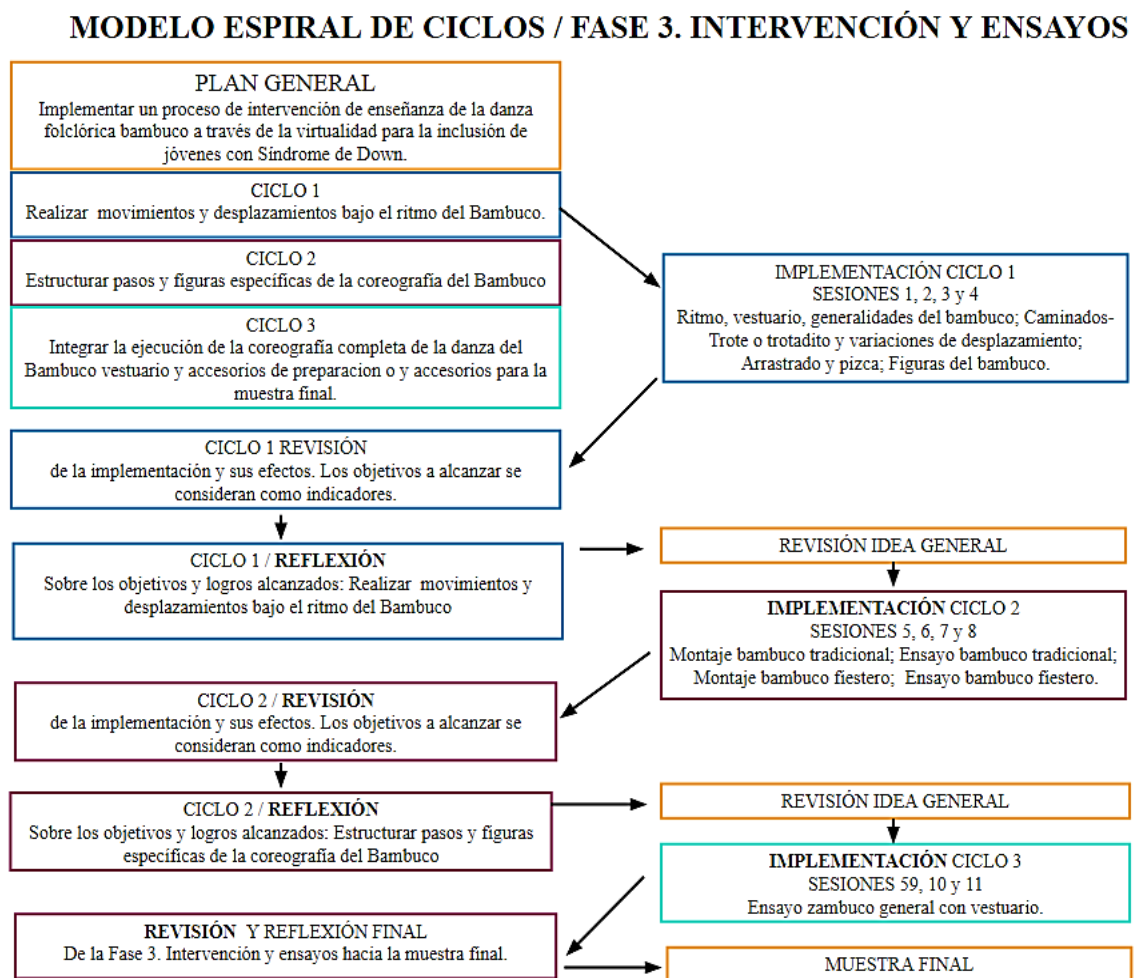 MODELO ESPIRAL DE CICLOS / FASE 3. INTERVENCIÓN Y ENSAYOS
PLAN GENERAL
Implementar un proceso de intervención de enseñanza de la danza
folclórica bambuco a través de la virtualidad para la inclusión de
jóvenes con Síndrome de Down.
CICLO 1
Realizar movimientos y desplazamientos bajo el ritmo del Bambuco.
CICLO 2
Estructurar pasos y figuras específicas de la coreografía del Bambuco
CICLO 3
Integrar la ejecución de la coreografía completa de la danza del
Bambuco vestuario y accesorios de preparacion o y accesorios para la
muestra final.
IMPLEMENTACIÓN CICLO 1
SESIONES 1, 2, 3 y 4
Ritmo, vestuario, generalidades del bambuco; Caminados-
Trote o trotadito y variaciones de desplazamiento;
Arrastrado y pizca; Figuras del bambuco.
CICLO 1 REVISIÓN
de la implementación y sus efectos. Los objetivos a alcanzar se
consideran como indicadores.
CICLO 1 / REFLEXIÓN
Sobre los objetivos y logros alcanzados: Realizar movimientos y
desplazamientos bajo el ritmo del Bambuco
REVISIÓN IDEA GENERAL
IMPLEMENTACIÓN CICLO 2
SESIONES 5, 6, 7 y 8
Montaje bambuco tradicional; Ensayo bambuco tradicional;
Montaje bambuco fiestero; Ensayo bambuco fiestero.
CICLO 2 / REVISIÓN
de la implementación y sus efectos. Los objetivos a alcanzar se
consideran como indicadores.
CICLO 2 / REFLEXIÓN
Sobre los objetivos y logros alcanzados: Estructurar pasos y figuras
específicas de la coreografía del Bambuco
REVISIÓN IDEA GENERAL
IMPLEMENTACIÓN CICLO 3
SESIONES 59, 10 y 11
Ensayo zambuco general con vestuario.
REVISIÓN Y REFLEXIÓN FINAL
De la Fase 3. Intervención y ensayos hacia la muestra final.
MUESTRA FINAL